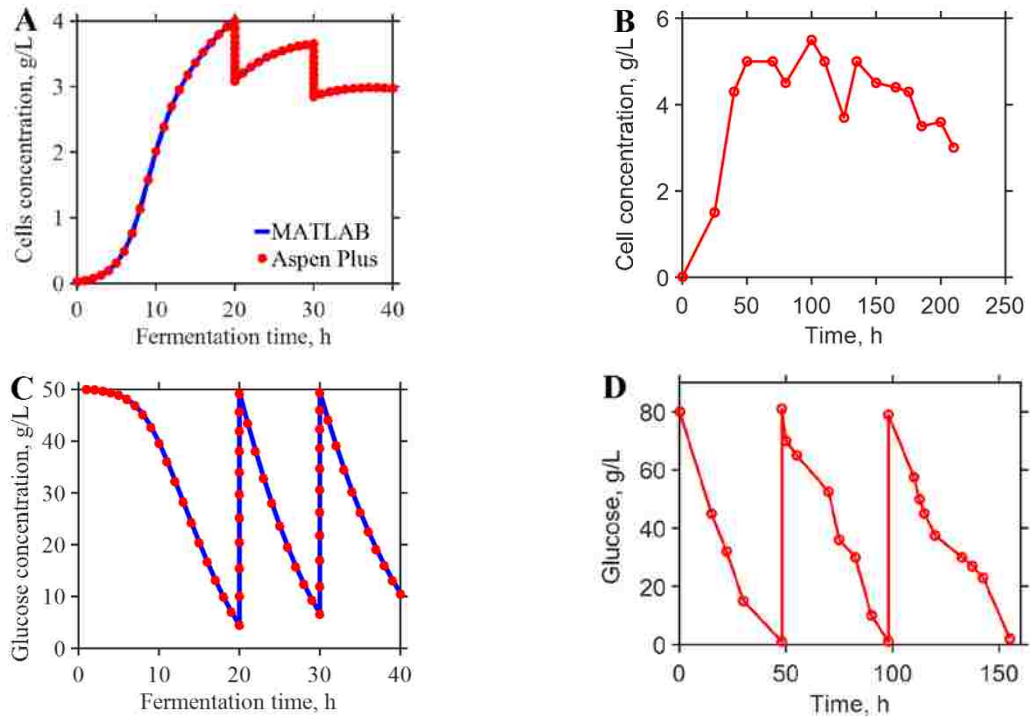 A
4
3
2
1
0
Cells concentration, g/L
MATLAB
Aspen Plus
0 10 20 30 40
Fermentation time, h
B
6
4
2
0
Cell concentration, g/L
0 50 100 150 200 250
Time, h
C
50
40
30
20
10
0
Glucose concentration, g/L
0 10 20 30 40
Fermentation time, h
D
80
60
40
20
0
Glucose, g/L
0 50 100 150
Time, h